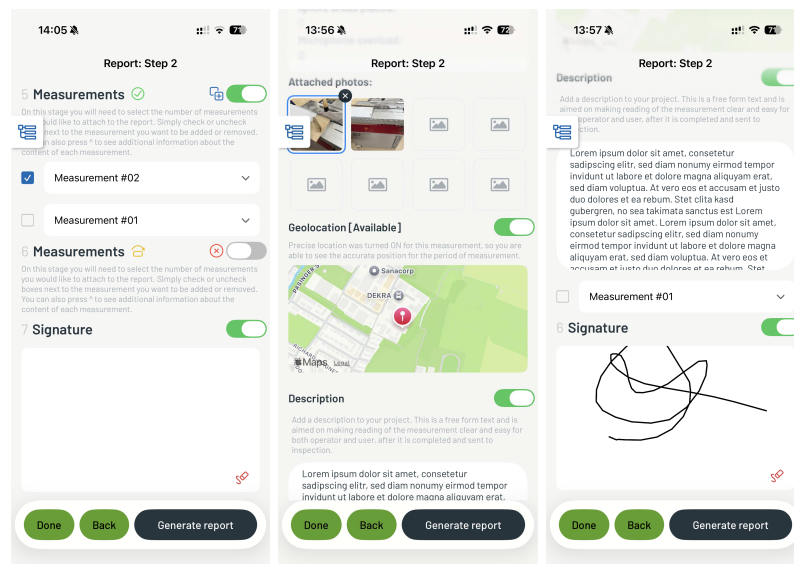 14:05
71
Report: Step 2
5 Measurements
On this stage you will need to select the number of measurements
would like to attach to the report. Simply check or uncheck
next to the measurement you want to be added or removed.
can also press ^ to see additional information about the
content of each measurement.
Measurement #02
Measurement #01
6 Measurements
On this stage you will need to select the number of measurements
you would like to attach to the report. Simply check or uncheck
boxes next to the measurement you want to be added or removed.
You can also press ^ to see additional information about the
content of each measurement.
7 Signature
Done
Back
Generate report
13:56
72
Report: Step 2
Attached photos:
Geolocation [Available]
Precise location was turned ON for this measurement, so you are
able to see the accurate position for the period of measurement.
Sanacorp
PASINGER S
DEKRA
RICHARD
Maps Legal
Description
Add a description to your project. This is a free form text and is
aimed on making reading of the measurement clear and easy for
both operator and user, after it is completed and sent to
inspection.
Lorem ipsum dolor sit amet, consetetur
sadipscing elitr, sed diam nonumy eirmod tempor
invidunt ut labore et dolore magna aliquyam erat,
Done
Back
Generate report
13:57
71
Report: Step 2
Description
Add a description to your project. This is a free form text and is
aimed on making reading of the measurement clear and easy for
operator and user, after it is completed and sent to
ection.
Lorem ipsum dolor sit amet, consetetur
sadipscing elitr, sed diam nonumy eirmod tempor
invidunt ut labore et dolore magna aliquyam erat,
sed diam voluptua. At vero eos et accusam et justo
duo dolores et ea rebum. Stet clita kasd
gubergren, no sea takimata sanctus est Lorem
ipsum dolor sit amet. Lorem ipsum dolor sit amet,
consetetur sadipscing elitr, sed diam nonumy
eirmod tempor invidunt ut labore et dolore magna
aliquyam erat, sed diam voluptua. At vero eos et
accusam et justo duo dolores et ea rebum. Stet
Measurement #01
6 Signature
Done
Back
Generate report